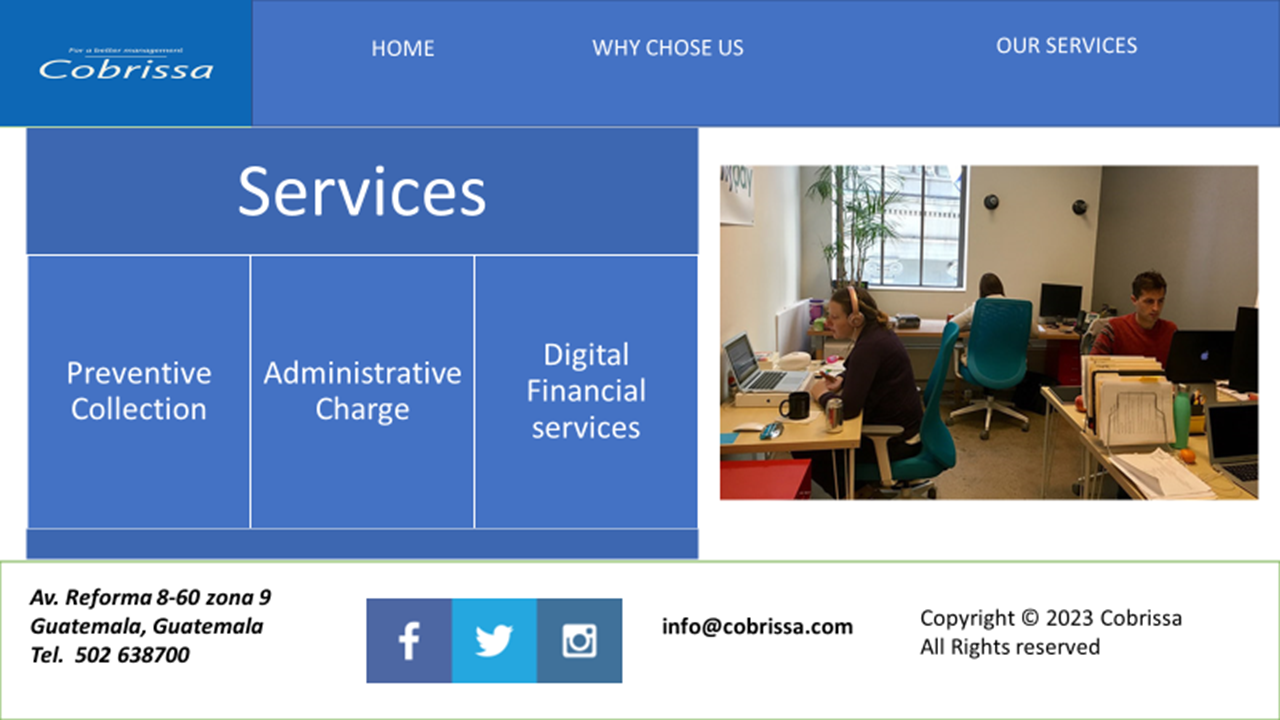 For a better management
Cobrissa
HOME
WHY CHOSE US
OUR SERVICES
Services
Preventive
Collection
Administrative
Charge
Digital
Financial
services
Av. Reforma 8-60 zona 9
Guatemala, Guatemala
Tel.  502 638700
info@cobrissa.com
Copyright © 2023 Cobrissa
All Rights reserved